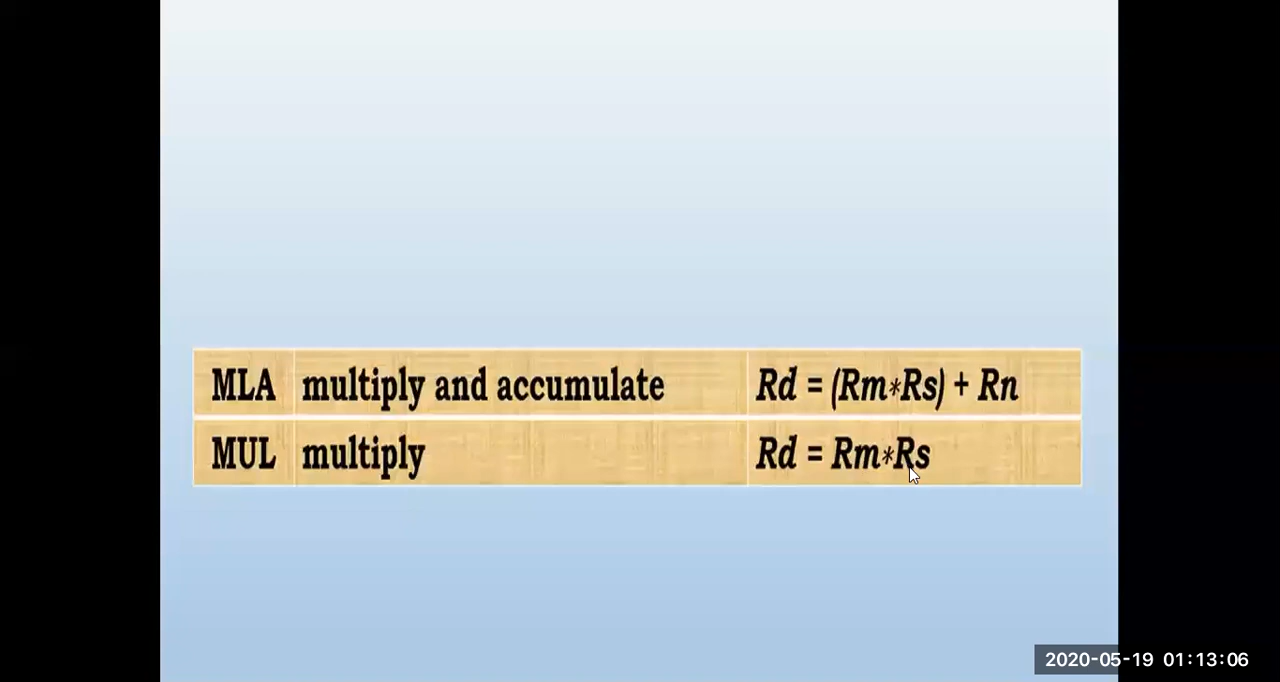 MLA multiply and accumulate Rd = (Rm*Rs) + Rn
MUL multiply Rd = Rm*Rs
2020-05-19 01:13:06